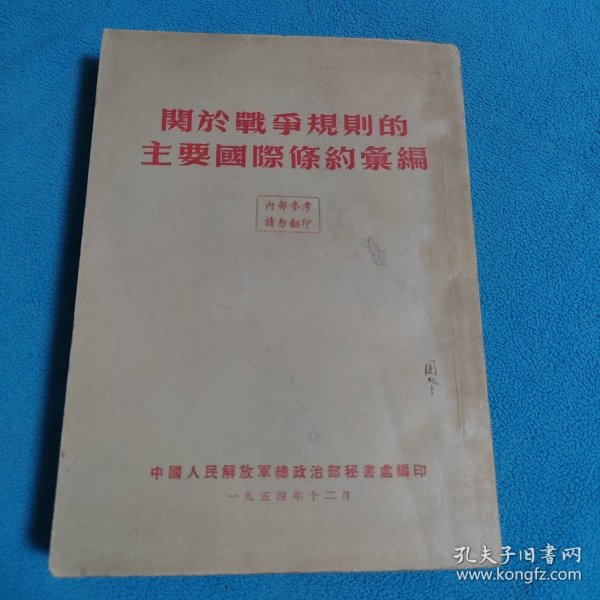 関於戰爭規則的
主要國際條約彙編
內部參考
請勿翻印
中國人民解放軍總政治部秘書處編印
一九五四年十二月
孔夫子旧书网
www.kongfz.com